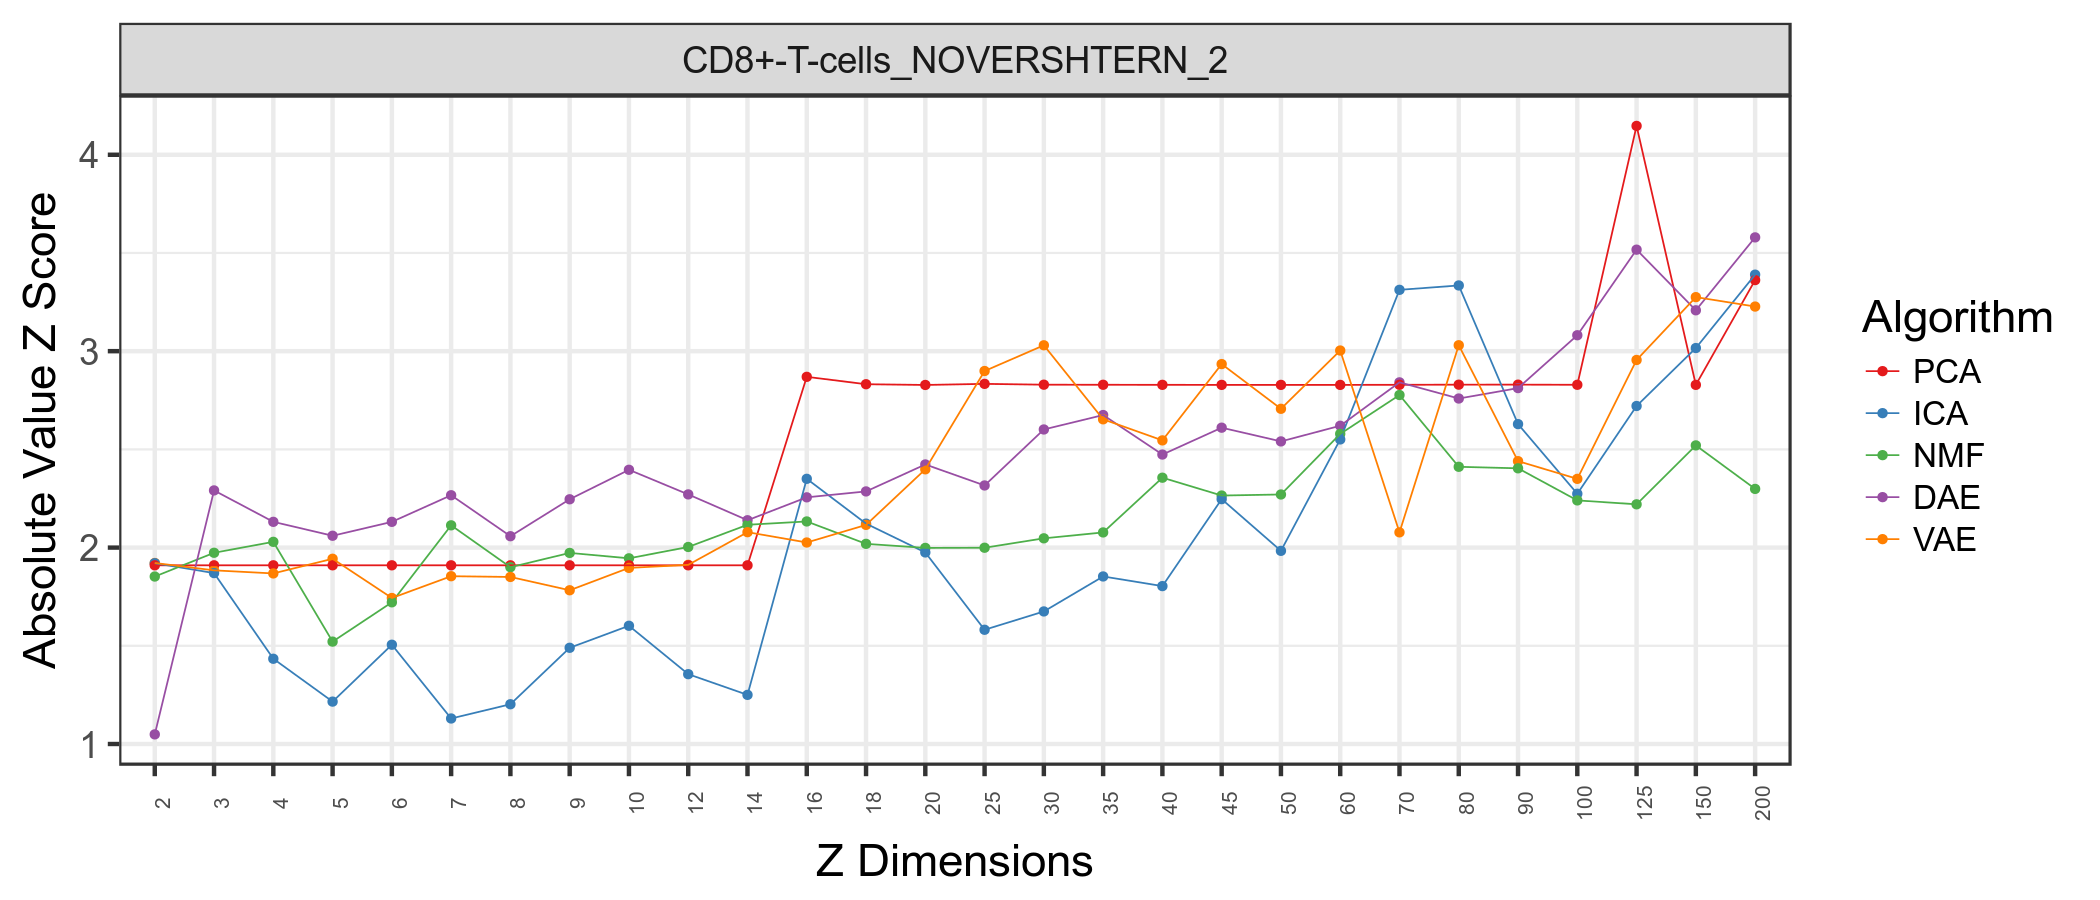 CD8+-T-cells_NOVERSHTERN_2
Absolute Value Z Score
4
3
2
1
2 3 4 5 6 7 8 9 10 12 14 16 18 20 25 30 35 40 45 50 60 70 80 90 100 125 150 200
Z Dimensions
Algorithm
PCA
ICA
NMF
DAE
VAE